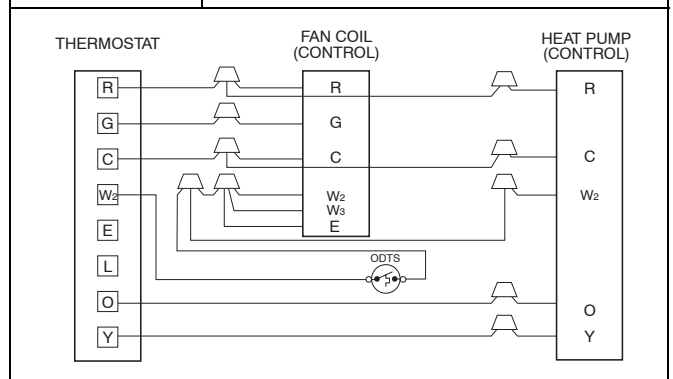 THERMOSTAT
FAN COIL
(CONTROL)
HEAT PUMP
(CONTROL)
R
R
R
G
G
C
C
C
W2
W2
W2
W3
E
E
ODTS
L
O
O
Y
Y